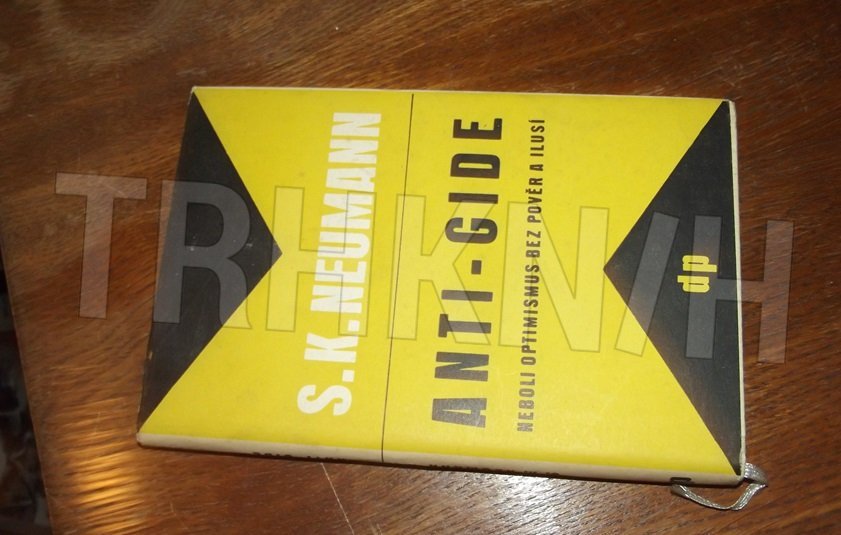 S.K.NEUMANN
ANTI-GIDE
NEBOLI OPTIMISMUS BEZ POVĚR A ILUSÍ
dp
TRHKNIH